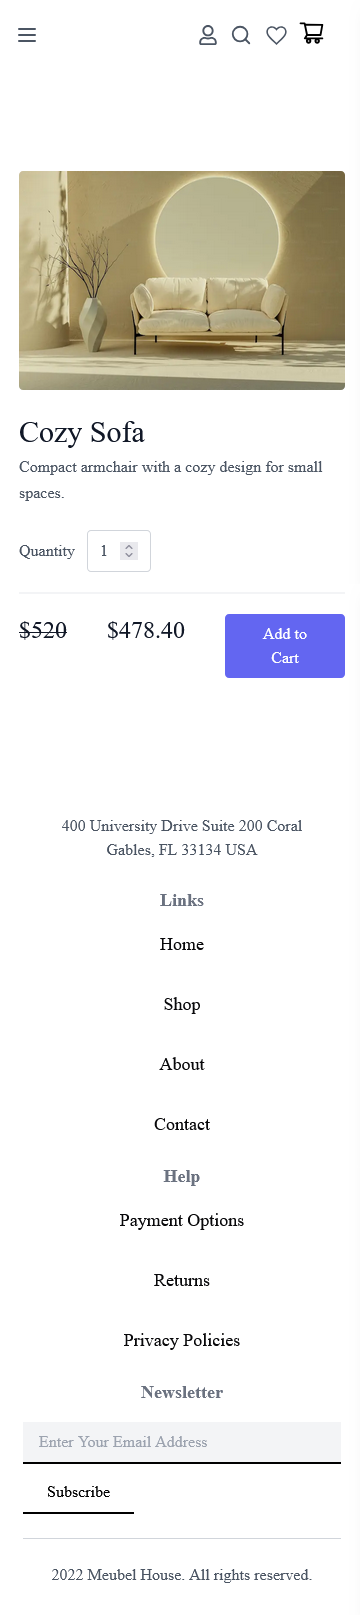 Cozy Sofa
Compact armchair with a cozy design for small
spaces.
Quantity 1
$520 $478.40 Add to
Cart
400 University Drive Suite 200 Coral
Gables, FL 33134 USA
Links
Home
Shop
About
Contact
Help
Payment Options
Returns
Privacy Policies
Newsletter
Enter Your Email Address
Subscribe
2022 Meubel House. All rights reserved.